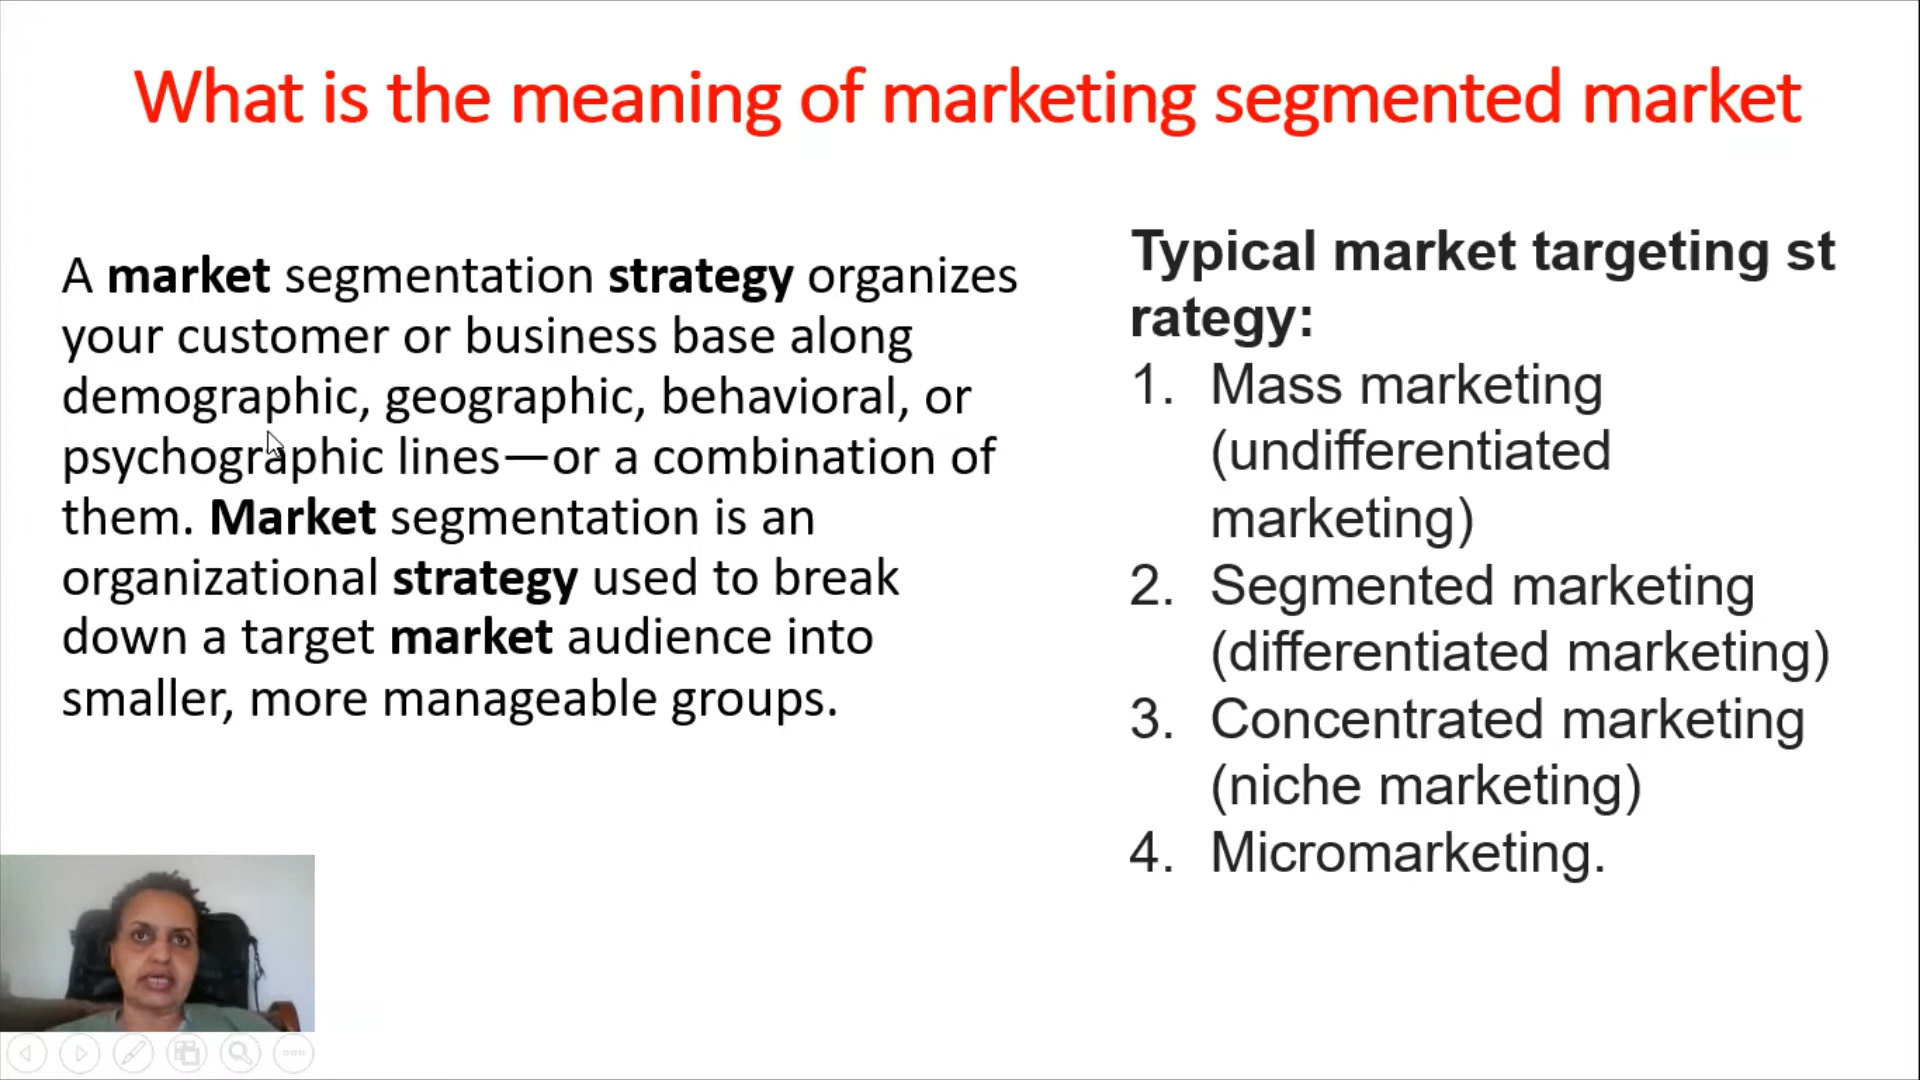 What is the meaning of marketing segmented market
A market segmentation strategy organizes
your customer or business base along
demographic, geographic, behavioral, or
psychographic lines—or a combination of
them. Market segmentation is an
organizational strategy used to break
down a target market audience into
smaller, more manageable groups.
Typical market targeting st
rategy:
1. Mass marketing
(undifferentiated
marketing)
2. Segmented marketing
(differentiated marketing)
3. Concentrated marketing
(niche marketing)
4. Micromarketing.